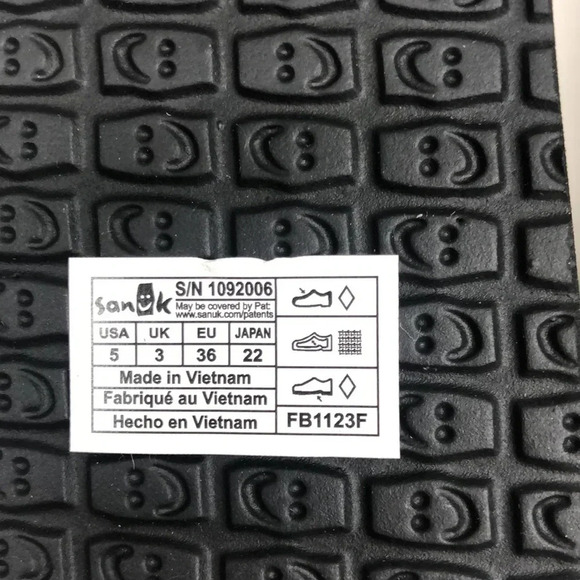 sanuk
S/N 1092006
May be covered by Pat:
www.sanuk.com/patents
USA UK EU JAPAN
5 3 36 22
Made in Vietnam
Fabriqué au Vietnam
Hecho en Vietnam
FB1123F